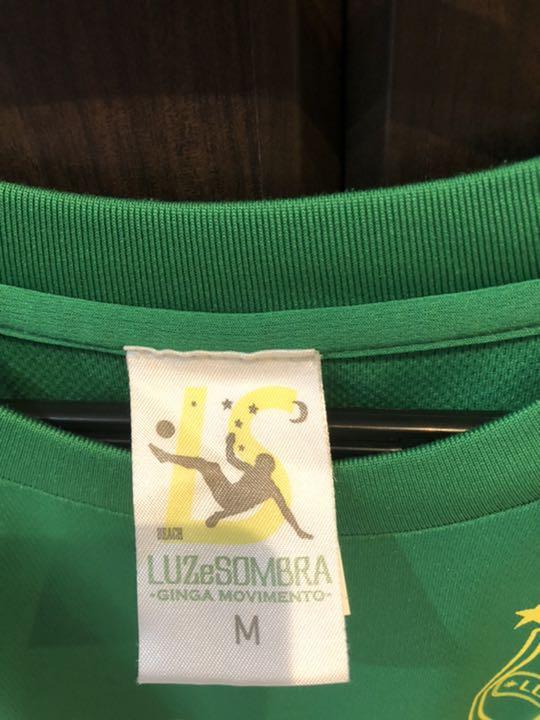 LS
BEACH
LUZeSOMBRA
-GINGA MOVIMENTO-
M